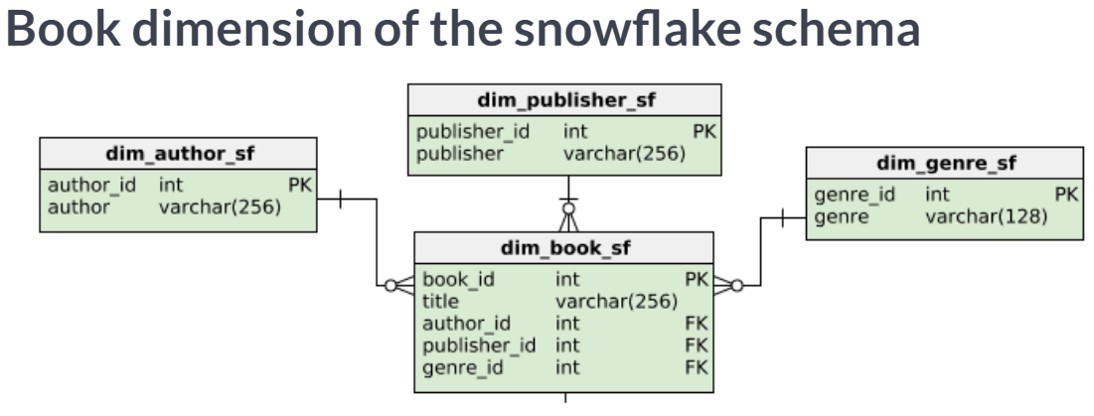 Book dimension of the snowflake schema
dim_publisher_sf
publisher_id int PK
publisher varchar(256)
dim_author_sf
author_id int PK
author varchar(256)
dim_genre_sf
genre_id int PK
genre varchar(128)
dim_book_sf
book_id int PK
title varchar(256)
author_id int FK
publisher_id int FK
genre_id int FK